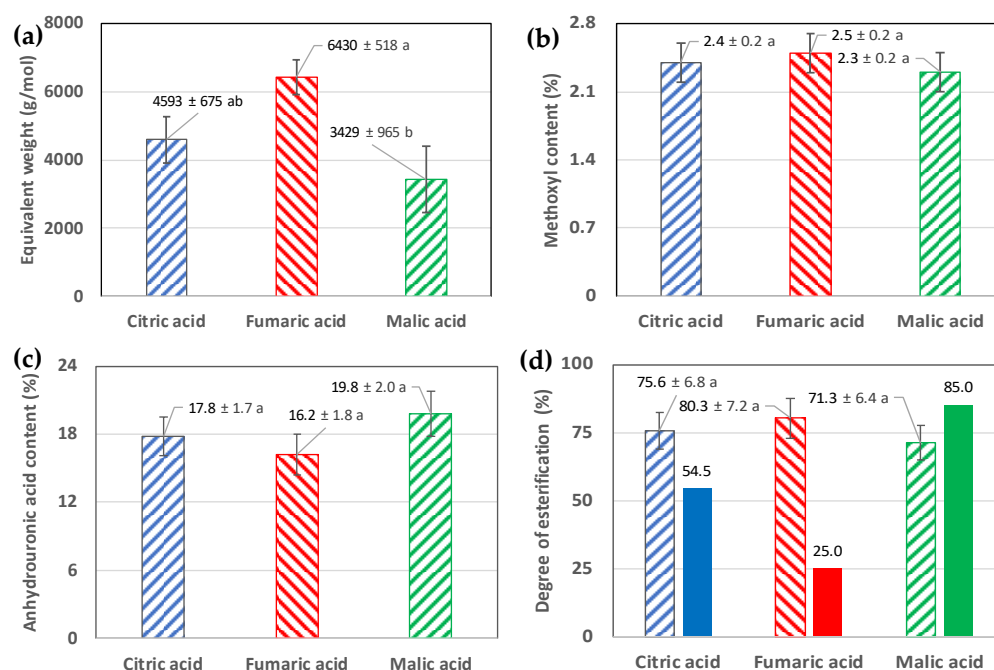 (a)
Equivalent weight (g/mol)
8000
6000
4000
2000
0
4593 ± 675 ab
6430 ± 518 a
3429 ± 965 b
Citric acid Fumaric acid Malic acid
(b)
Methoxyl content (%)
2.8
2.1
1.4
0.7
0
2.4 ± 0.2 a
2.5 ± 0.2 a
2.3 ± 0.2 a
Citric acid Fumaric acid Malic acid
(c)
Anhydrouronic acid content (%)
24
18
12
6
0
17.8 ± 1.7 a
16.2 ± 1.8 a
19.8 ± 2.0 a
Citric acid Fumaric acid Malic acid
(d)
Degree of esterification (%)
100
75
50
25
0
75.6 ± 6.8 a
54.5
80.3 ± 7.2 a
25.0
71.3 ± 6.4 a
85.0
Citric acid Fumaric acid Malic acid